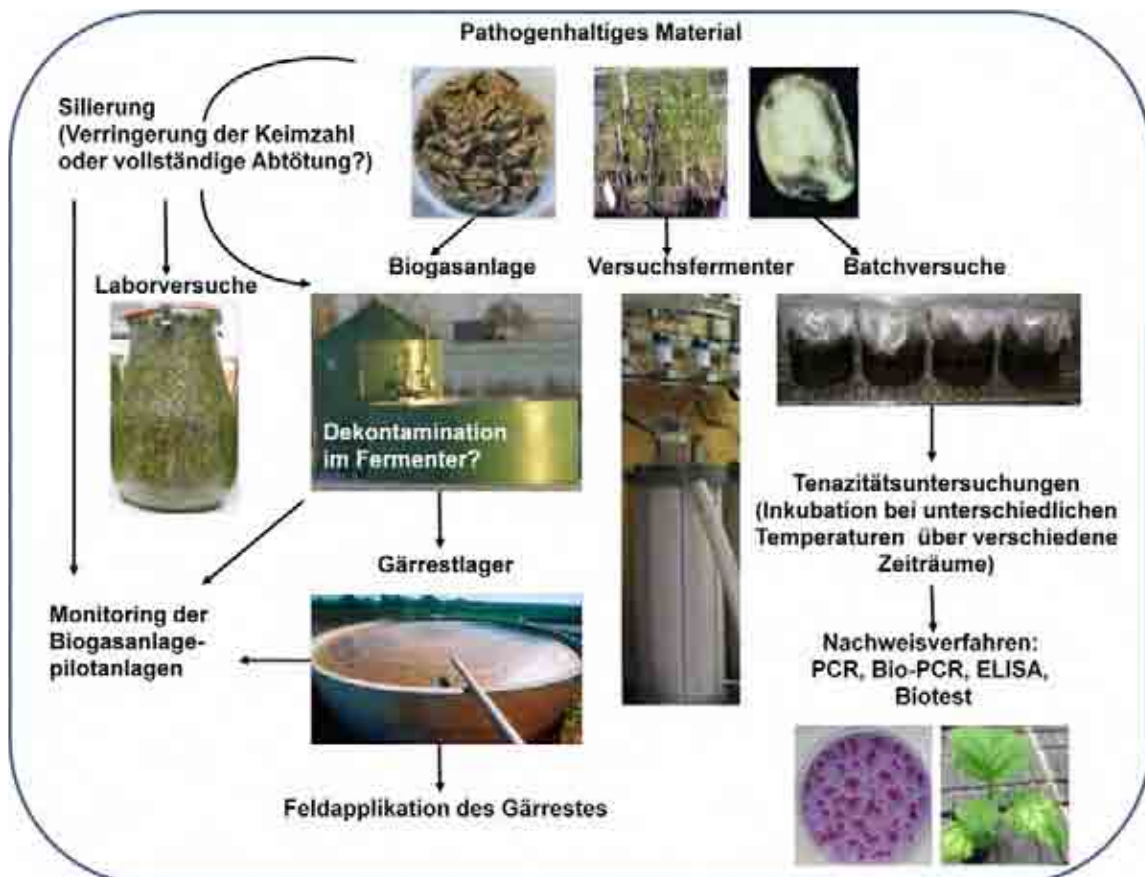 Pathogenhaltiges Material
Silierung
(Verringerung der Keimzahl
oder vollständige Abtötung?)
Biogasanlage
Versuchsfermenter
Batchversuche
Laborversuche
Dekontamination
im Fermenter?
Tenazitätsuntersuchungen
(Inkubation bei unterschiedlichen
Temperaturen über verschiedene
Zeiträume)
Gärrestlager
Monitoring der
Biogasanlage-
pilotanlagen
Nachweisverfahren:
PCR, Bio-PCR, ELISA,
Biotest
Feldapplikation des Gärrestes